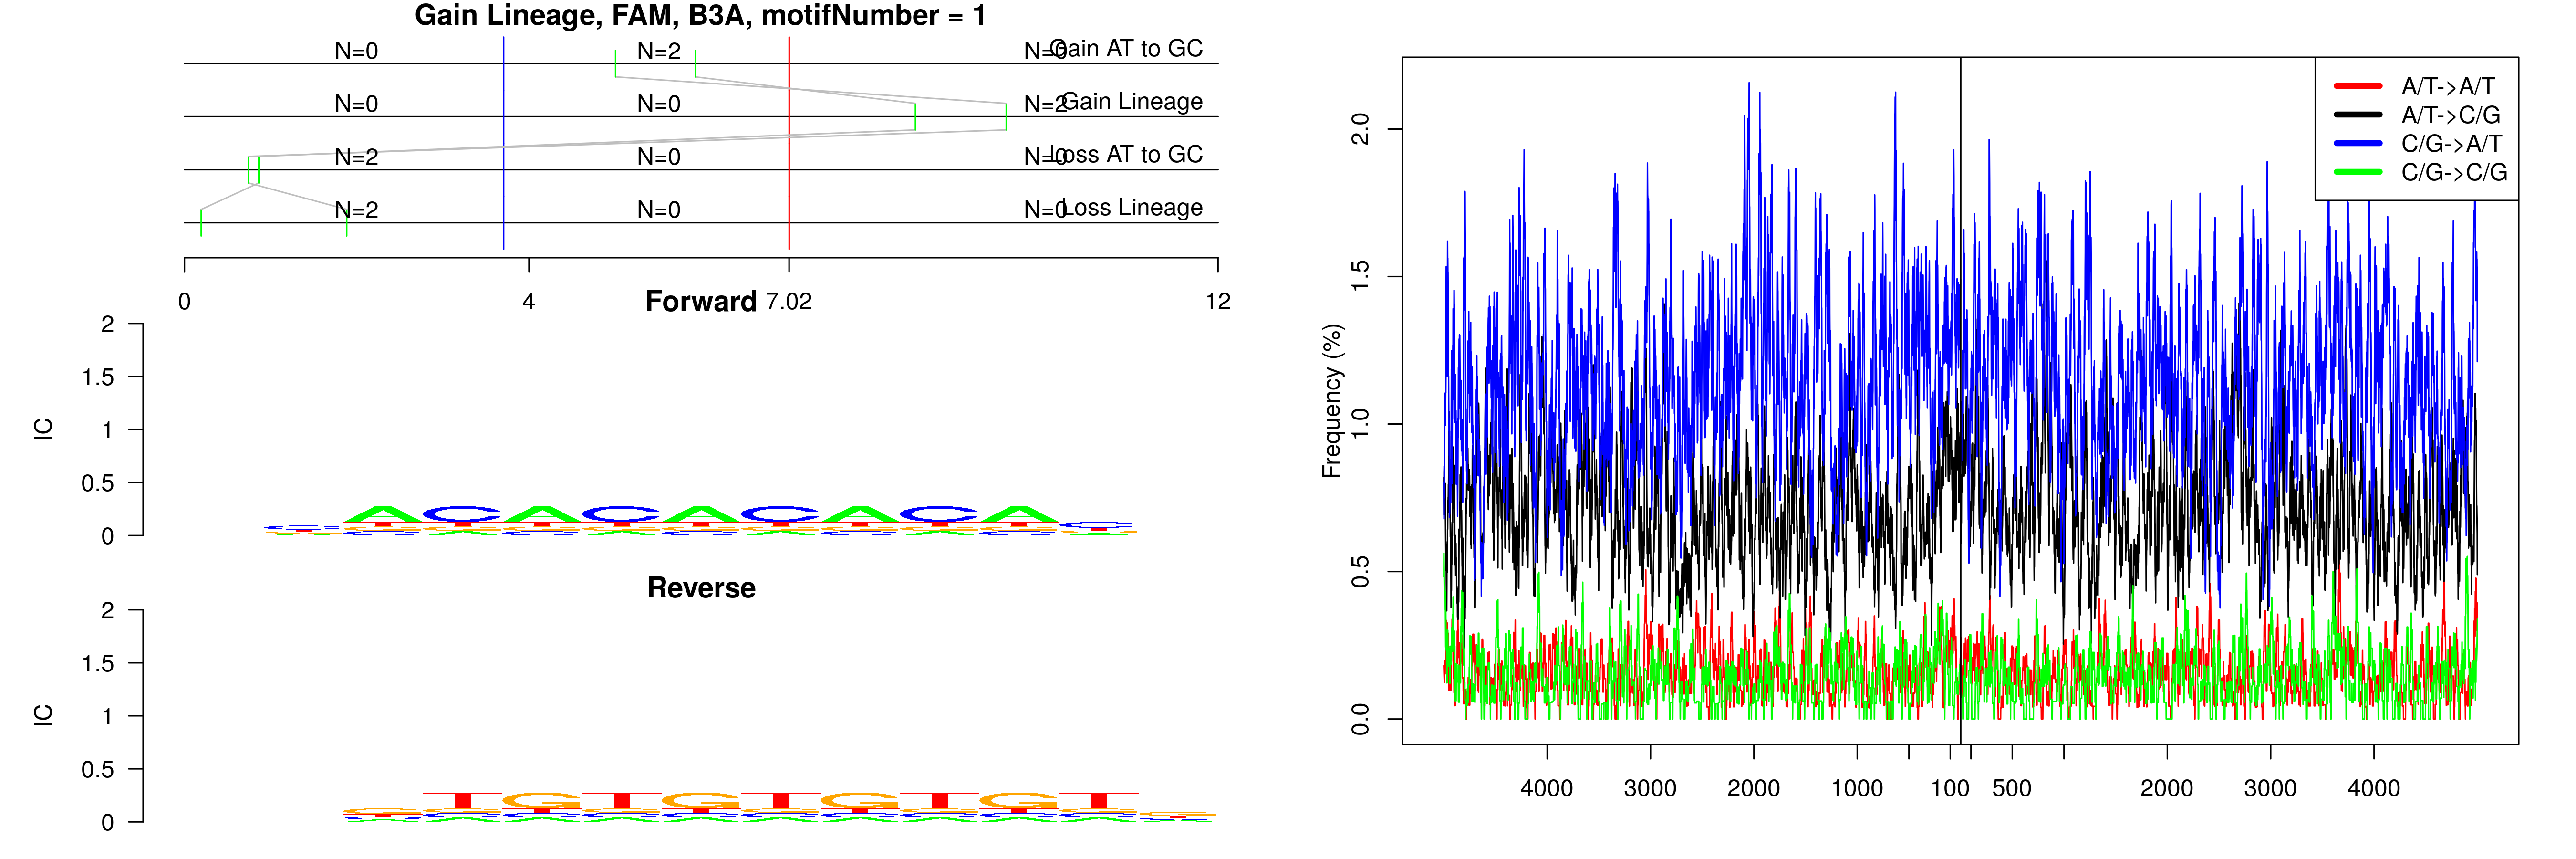 Gain Lineage, FAM, B3A, motifNumber = 1
N=0 N=2 N=0 Gain AT to GC
N=0 N=0 N=2 Gain Lineage
N=2 N=0 N=0 Loss AT to GC
N=2 N=0 N=0 Loss Lineage
0 4 7.02 12
Forward
2
1.5
IC
1
0.5
0
ACACACACA
Reverse
2
1.5
IC
1
0.5
0
TGTGTGTGT
A/T->A/T
A/T->C/G
C/G->A/T
C/G->C/G
Frequency (%)
2.0
1.5
1.0
0.5
0.0
4000 3000 2000 1000 100 500 2000 3000 4000